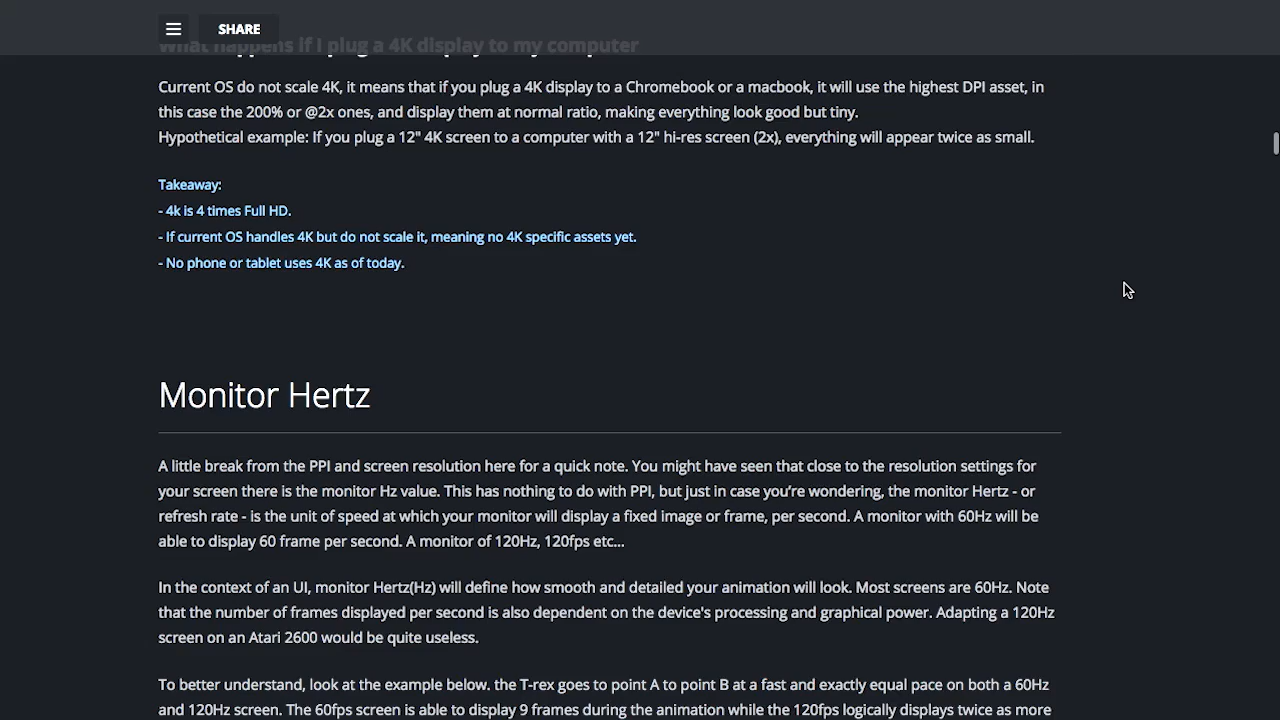 SHARE
What happens if I plug a 4K display to my computer
Current OS do not scale 4K, it means that if you plug a 4K display to a Chromebook or a macbook, it will use the highest DPI asset, in
this case the 200% or @2x ones, and display them at normal ratio, making everything look good but tiny.
Hypothetical example: If you plug a 12" 4K screen to a computer with a 12" hi-res screen (2x), everything will appear twice as small.
Takeaway:
- 4k is 4 times Full HD.
- If current OS handles 4K but do not scale it, meaning no 4K specific assets yet.
- No phone or tablet uses 4K as of today.
Monitor Hertz
A little break from the PPI and screen resolution here for a quick note. You might have seen that close to the resolution settings for
your screen there is the monitor Hz value. This has nothing to do with PPI, but just in case you’re wondering, the monitor Hertz - or
refresh rate - is the unit of speed at which your monitor will display a fixed image or frame, per second. A monitor with 60Hz will be
able to display 60 frame per second. A monitor of 120Hz, 120fps etc...
In the context of an UI, monitor Hertz(Hz) will define how smooth and detailed your animation will look. Most screens are 60Hz. Note
that the number of frames displayed per second is also dependent on the device's processing and graphical power. Adapting a 120Hz
screen on an Atari 2600 would be quite useless.
To better understand, look at the example below. the T-rex goes to point A to point B at a fast and exactly equal pace on both a 60Hz
and 120Hz screen. The 60fps screen is able to display 9 frames during the animation while the 120fps logically displays twice as more